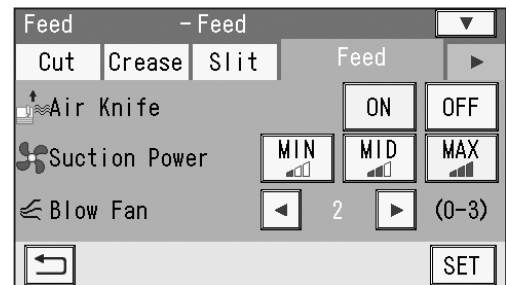 Feed -Feed ▼
Cut Crease Slit Feed ►
Air Knife ON OFF
Suction Power MIN MID MAX
Blow Fan ◄ 2 ► (0-3)
SET